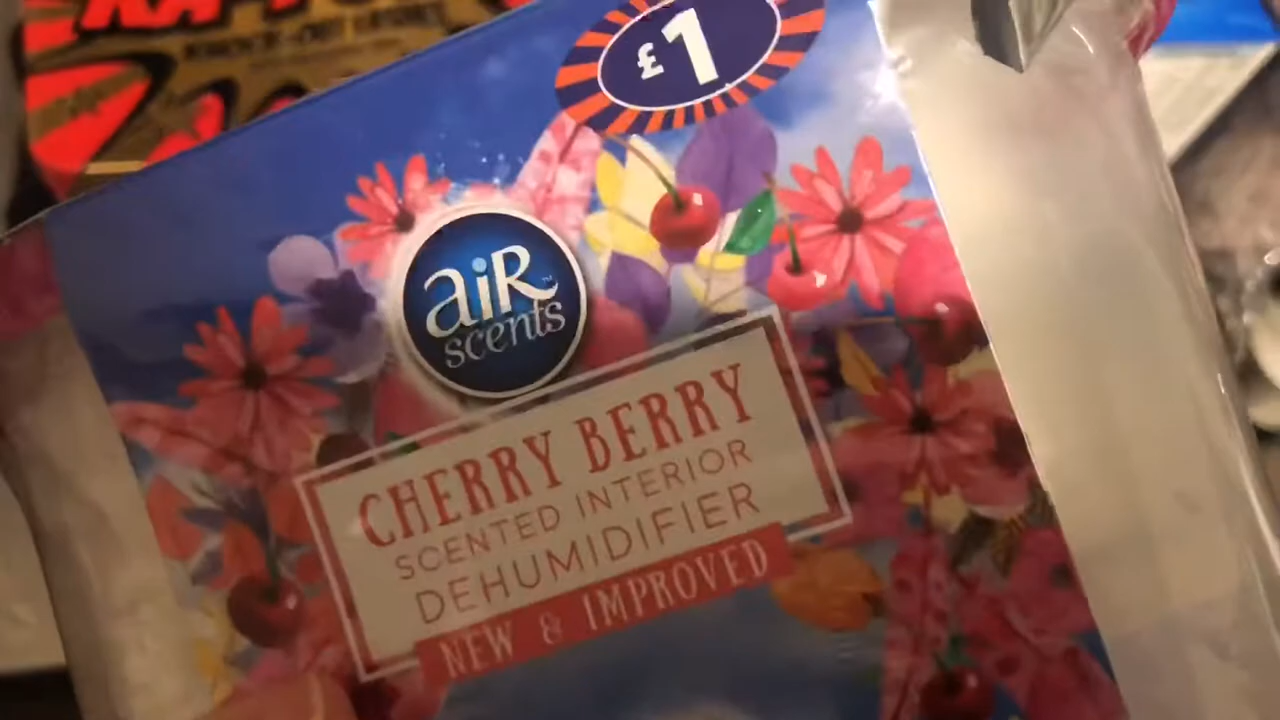 £1
aiR
scents
CHERRY BERRY
SCENTED INTERIOR
DEHUMIDIFIER
NEW & IMPROVED